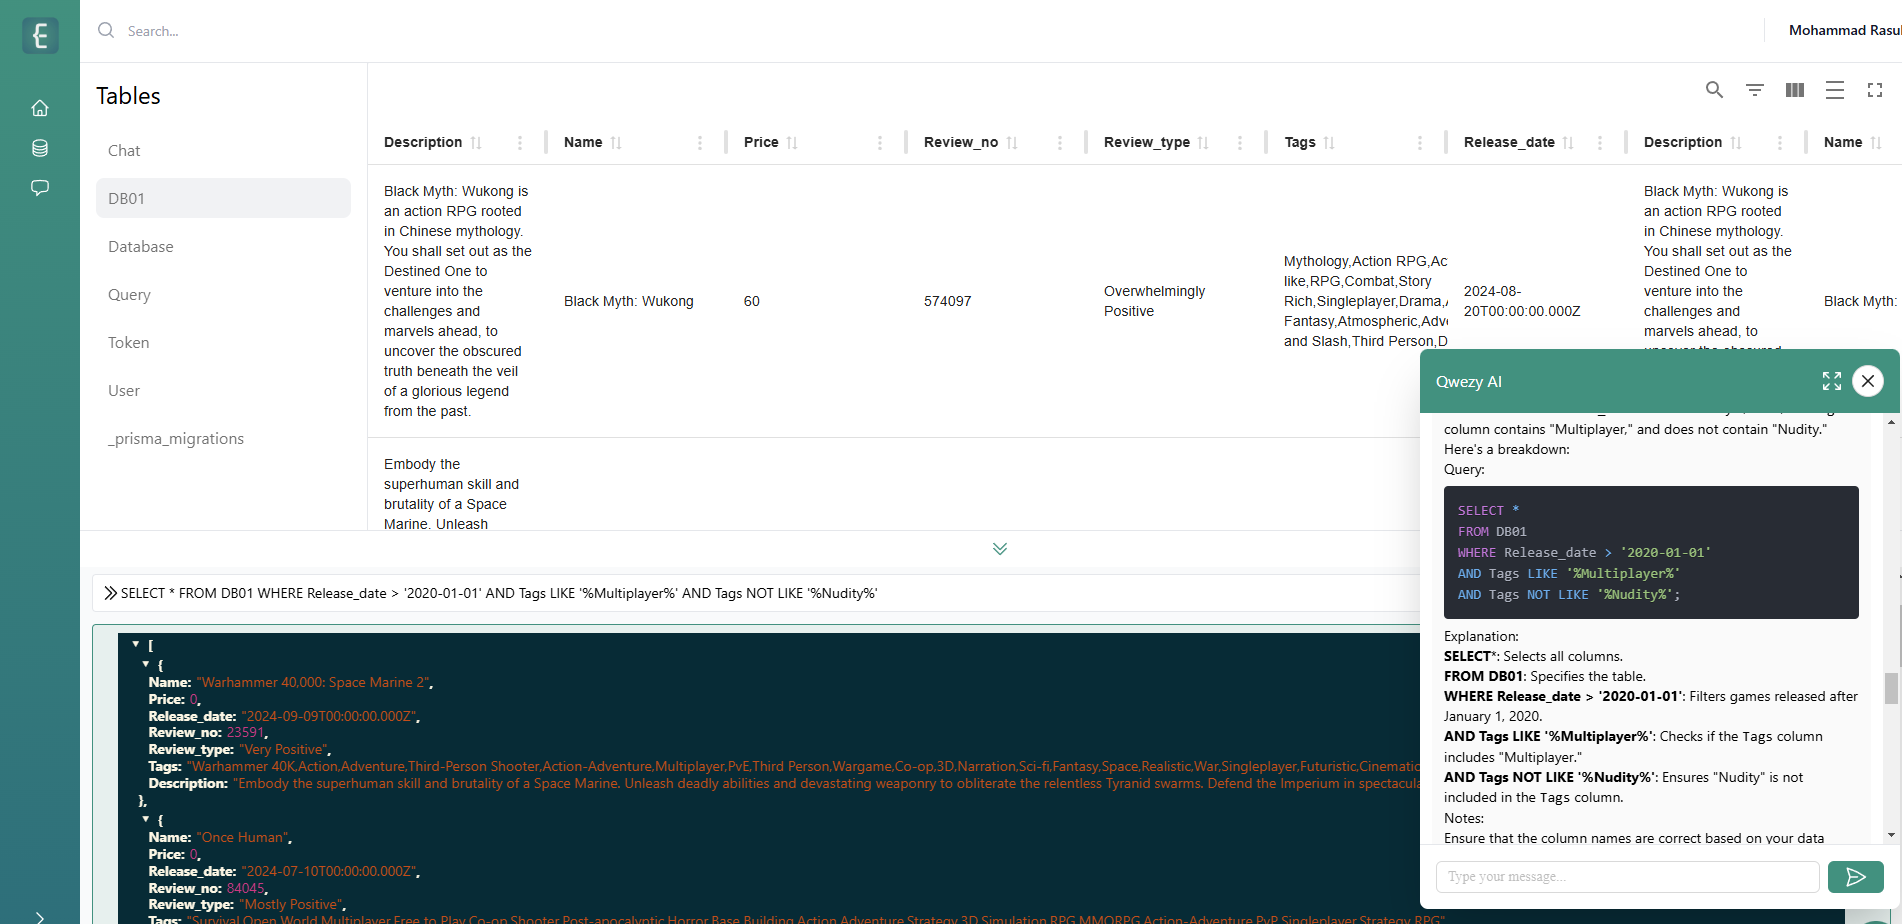 Search...
Mohammad Rasul
Tables
Chat
DB01
Database
Query
Token
User
_prisma_migrations
Description Name Price Review_no Review_type Tags Release_date Description Name
Black Myth: Wukong is
an action RPG rooted
in Chinese mythology.
You shall set out as the
Destined One to
venture into the
challenges and
marvels ahead, to
uncover the obscured
truth beneath the veil
of a glorious legend
from the past.
Black Myth: Wukong
60
574097
Overwhelmingly
Positive
Mythology,Action RPG,Ac
like,RPG,Combat,Story
Rich,Singleplayer,Drama,
Fantasy,Atmospheric,Adv
and Slash,Third Person,D
2024-08-
20T00:00:00.000Z
Black Myth: Wukong is
an action RPG rooted
in Chinese mythology.
You shall set out as the
Destined One to
venture into the
challenges and
marvels ahead, to
Black Myth:
Embody the
superhuman skill and
brutality of a Space
Marine. Unleash
SELECT * FROM DB01 WHERE Release_date > '2020-01-01' AND Tags LIKE '%Multiplayer%' AND Tags NOT LIKE '%Nudity%'
[
{
Name: "Warhammer 40,000: Space Marine 2",
Price: 0,
Release_date: "2024-09-09T00:00:00.000Z",
Review_no: 23591,
Review_type: "Very Positive",
Tags: "Warhammer 40K,Action,Adventure,Third-Person Shooter,Action-Adventure,Multiplayer,PvE,Third Person,Wargame,Co-op,3D,Narration,Sci-fi,Fantasy,Space,Realistic,War,Singleplayer,Futuristic,Cinematic
Description: "Embody the superhuman skill and brutality of a Space Marine. Unleash deadly abilities and devastating weaponry to obliterate the relentless Tyranid swarms. Defend the Imperium in spectacula
},
{
Name: "Once Human",
Price: 0,
Release_date: "2024-07-10T00:00:00.000Z",
Review_no: 84045,
Review_type: "Mostly Positive",
Tags: "Survival,Open World,Multiplayer,Free to Play,Co-op,Shooter,Post-apocalyptic,Horror,Base Building,Action,Adventure,Strategy,3D,Simulation,RPG,MMORPG,Action-Adventure,PvP,Singleplayer,Strategy RPG"
Qwezy AI
column contains "Multiplayer," and does not contain "Nudity."
Here's a breakdown:
Query:
SELECT *
FROM DB01
WHERE Release_date > '2020-01-01'
AND Tags LIKE '%Multiplayer%'
AND Tags NOT LIKE '%Nudity%';
Explanation:
SELECT*: Selects all columns.
FROM DB01: Specifies the table.
WHERE Release_date > '2020-01-01': Filters games released after
January 1, 2020.
AND Tags LIKE '%Multiplayer%': Checks if the Tags column
includes "Multiplayer."
AND Tags NOT LIKE '%Nudity%': Ensures "Nudity" is not
included in the Tags column.
Notes:
Ensure that the column names are correct based on your data
Type your message...